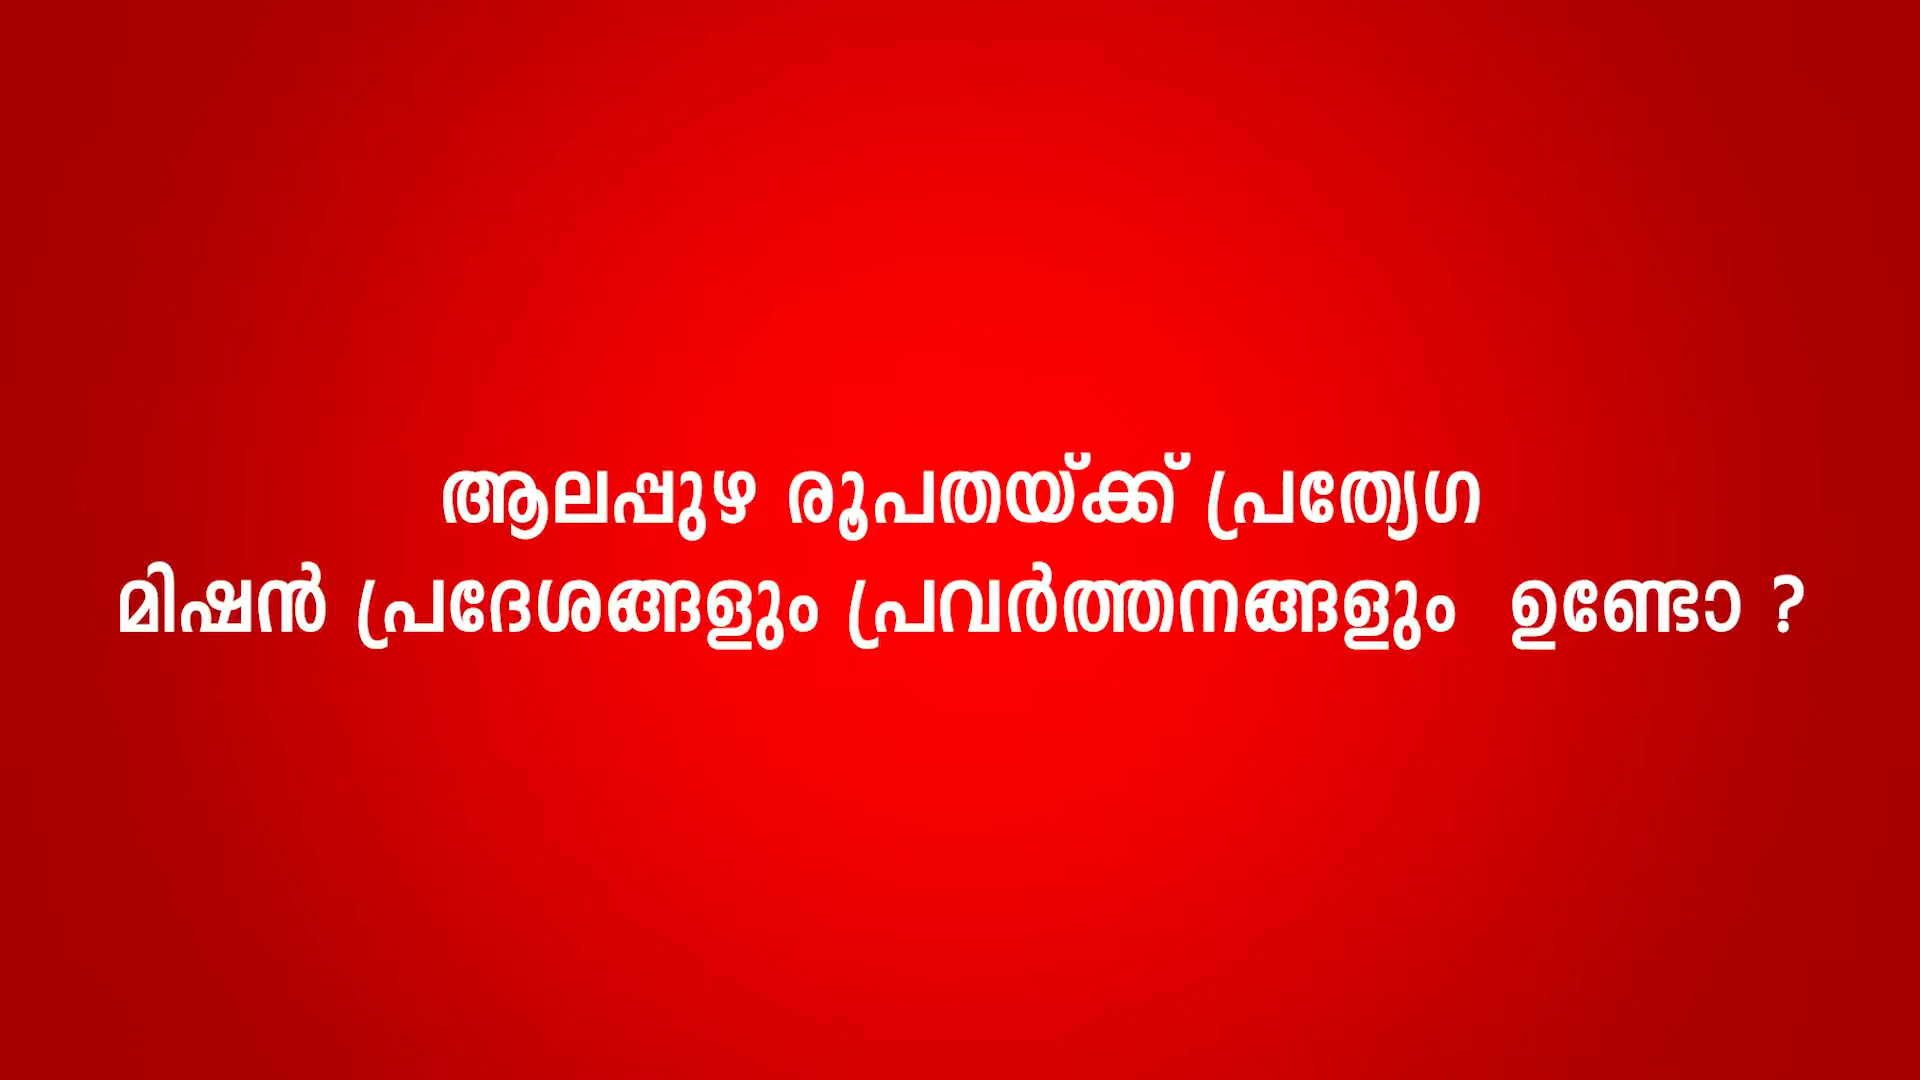 ആലപ്പുഴ രൂപതയ്ക്ക് പ്രത്യേഗ
മിഷൻ പ്രദേശങ്ങളും പ്രവർത്തനങ്ങളും ഉണ്ടോ ?